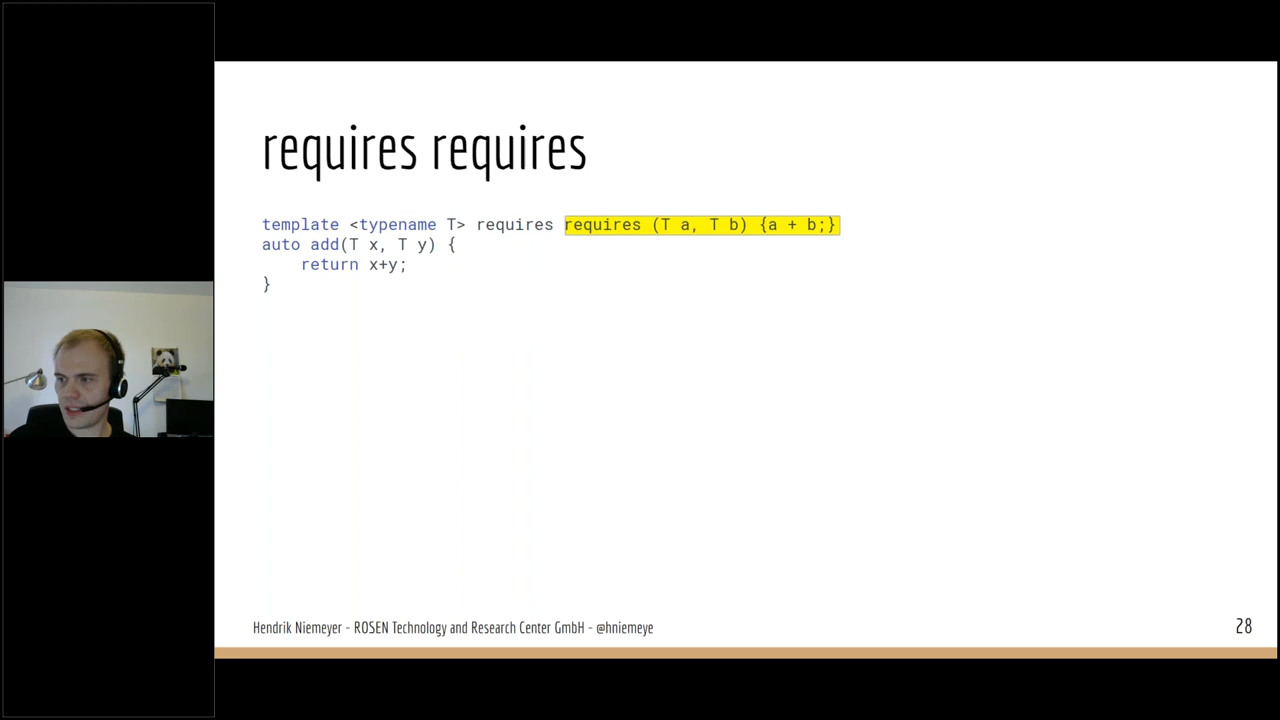 requires requires
template <typename T> requires requires (T a, T b) {a + b;}
auto add(T x, T y) {
    return x+y;
}
Hendrik Niemeyer - ROSEN Technology and Research Center GmbH - @hniemeye
28